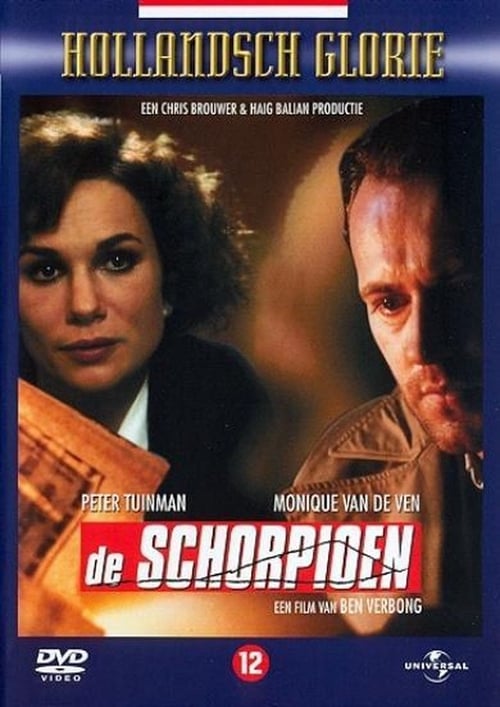 HOLLANDSCH GLORIE
EEN CHRIS BROUWER & HAIG BALIAN PRODUCTIE
PETER TUINMAN MONIQUE VAN DE VEN
de SCHORPIOEN
EEN FILM VAN BEN VERBONG
DVD 12 UNIVERSAL
VIDEO